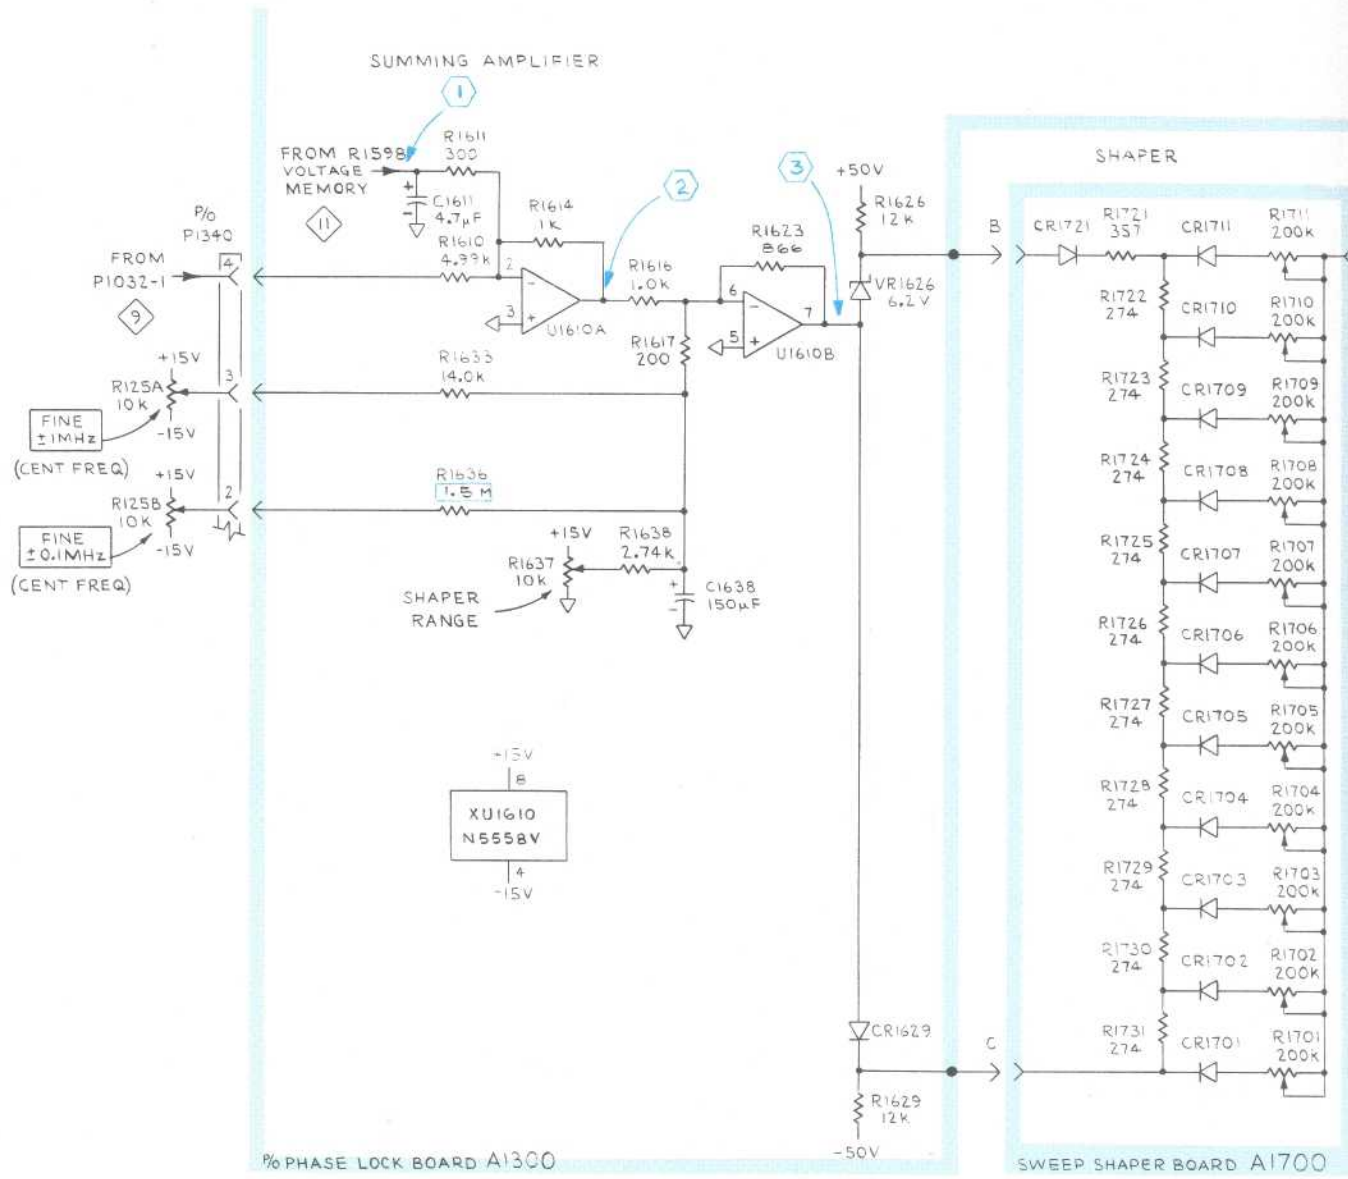 SUMMING AMPLIFIER
1
R1611
300
FROM R1598
VOLTAGE
MEMORY
11
C1611
4.7µF
P/O
P1340
4
FROM
P1032-1
9
R1610
4.99K
R1614
1K
2
2
3
U1610A
R1616
1.0K
R1617
200
R1623
866
3
6
5
7
U1610B
+50V
R1626
12K
VR1626
6.2V
+15V
R125A
10K
-15V
3
FINE
±1MHz
(CENT FREQ)
R1633
14.0K
+15V
R125B
10K
-15V
2
FINE
±0.1MHz
(CENT FREQ)
R1636
1.5 M
+15V
R1637
10K
R1638
2.74K
SHAPER
RANGE
C1638
150µF
-15V
8
XU1610
N5558V
4
-15V
CR1629
R1629
12K
-50V
B
C
SHAPER
CR1721
R1721
357
CR1711
R1711
200K
R1722
274
CR1710
R1710
200K
R1723
274
CR1709
R1709
200K
R1724
274
CR1708
R1708
200K
R1725
274
CR1707
R1707
200K
R1726
274
CR1706
R1706
200K
R1727
274
CR1705
R1705
200K
R1728
274
CR1704
R1704
200K
R1729
274
CR1703
R1703
200K
R1730
274
CR1702
R1702
200K
R1731
274
CR1701
R1701
200K
P/O PHASE LOCK BOARD A1300
SWEEP SHAPER BOARD A1700